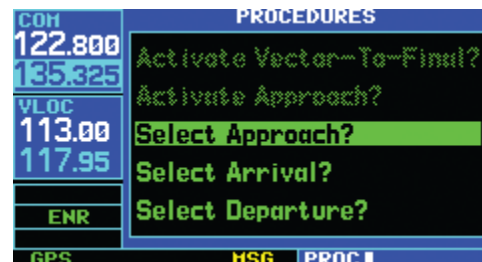 COM
122.800
135.325
VLOC
113.00
117.95
ENR
GPS
PROCEDURES
Activate Vector-To-Final?
Activate Approach?
Select Approach?
Select Arrival?
Select Departure?
MSG PROC